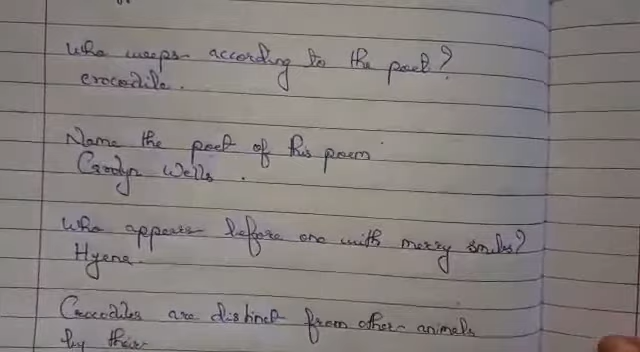 Who weeps according to the poet?
crocodile.
Name the poet of this poem
Carolyn Wells.
Who appears before one with merry smiles?
Hyena.
Crocodiles are distinct from other animals
by their